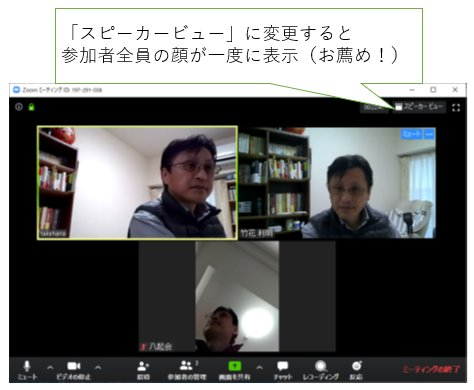 「スピーカービュー」に変更すると
参加者全員の顔が一度に表示（お薦め！）
Zoom ミーティング ID: 197-291-038
スピーカー ビュー
ミュート
takehana
竹花 利明
八起会
ミュート
ビデオの停止
招待
参加者の管理
3
画面を共有
チャット
レコーディング
反応
ミーティングの終了